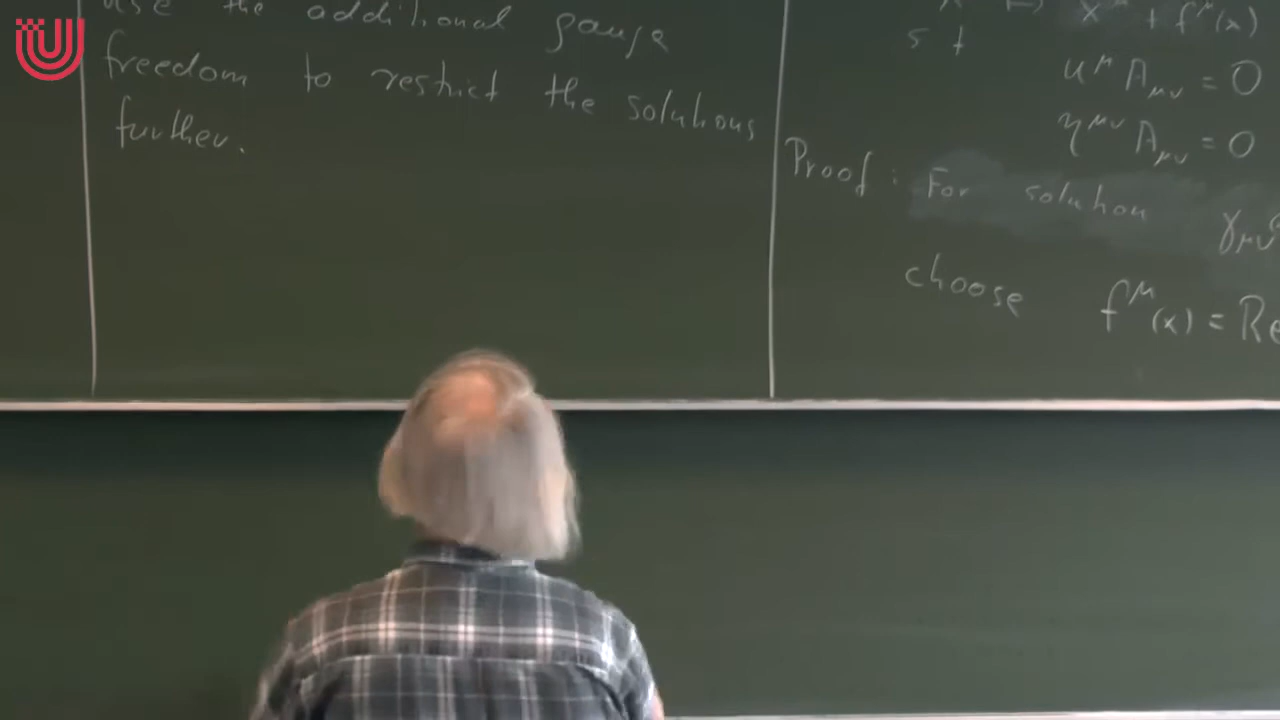 use the additional gauge
freedom to restrict the solutions
further.
x^μ + f^μ(x)
s t
u^μ A_μν = 0
η^μν A_μν = 0
Proof: For solution γ_μν
choose f^μ(x) = Re